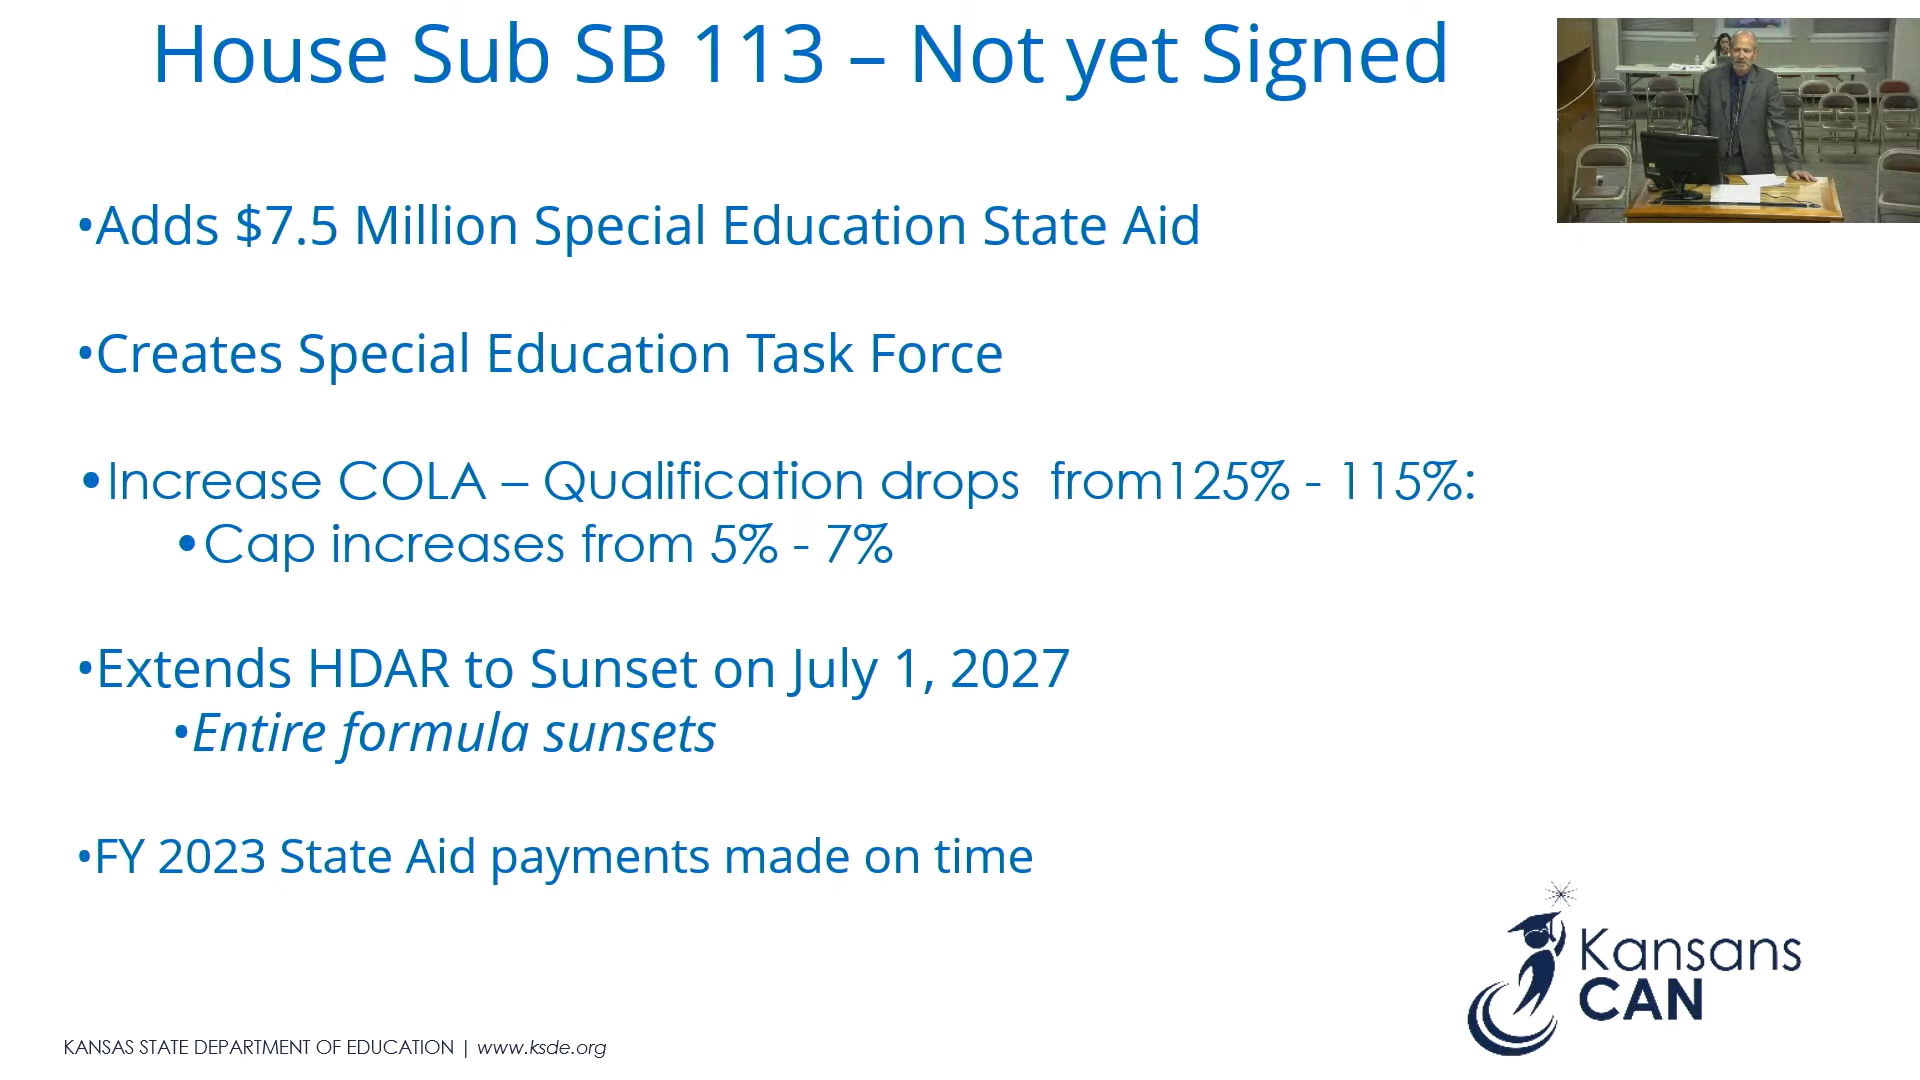 House Sub SB 113 – Not yet Signed
•Adds $7.5 Million Special Education State Aid
•Creates Special Education Task Force
•Increase COLA – Qualification drops  from125% - 115%:
•Cap increases from 5% - 7%
•Extends HDAR to Sunset on July 1, 2027
•Entire formula sunsets
•FY 2023 State Aid payments made on time
Kansans
CAN
KANSAS STATE DEPARTMENT OF EDUCATION | www.ksde.org